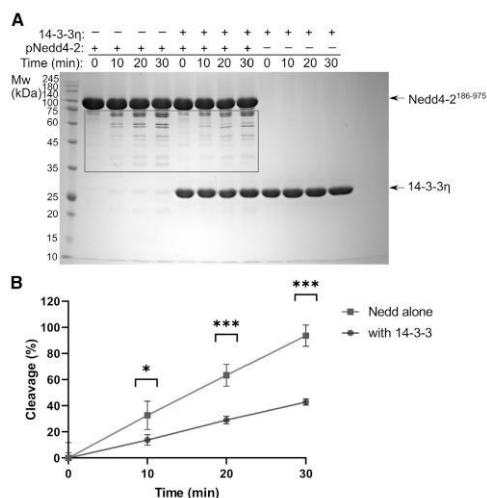 A
14-3-3η: − − − − + + + + + + + +
pNedd4-2: + + + + + + + + − − − −
Time (min): 0 10 20 30 0 10 20 30 0 10 20 30
Mw
(kDa)
245
180
140
100
75
60
45
35
25
20
15
10
Nedd4-2186-975
14-3-3η
B
Cleavage (%)
120
100
80
60
40
20
0
0 10 20 30
Time (min)
*
***
***
Nedd alone
with 14-3-3